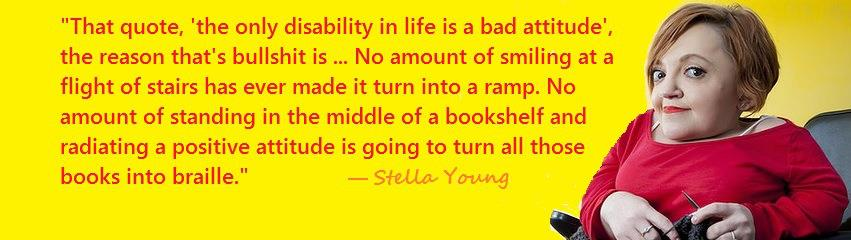 "That quote, 'the only disability in life is a bad attitude',
the reason that's bullshit is ... No amount of smiling at a
flight of stairs has ever made it turn into a ramp. No
amount of standing in the middle of a bookshelf and
radiating a positive attitude is going to turn all those
books into braille."
— Stella Young